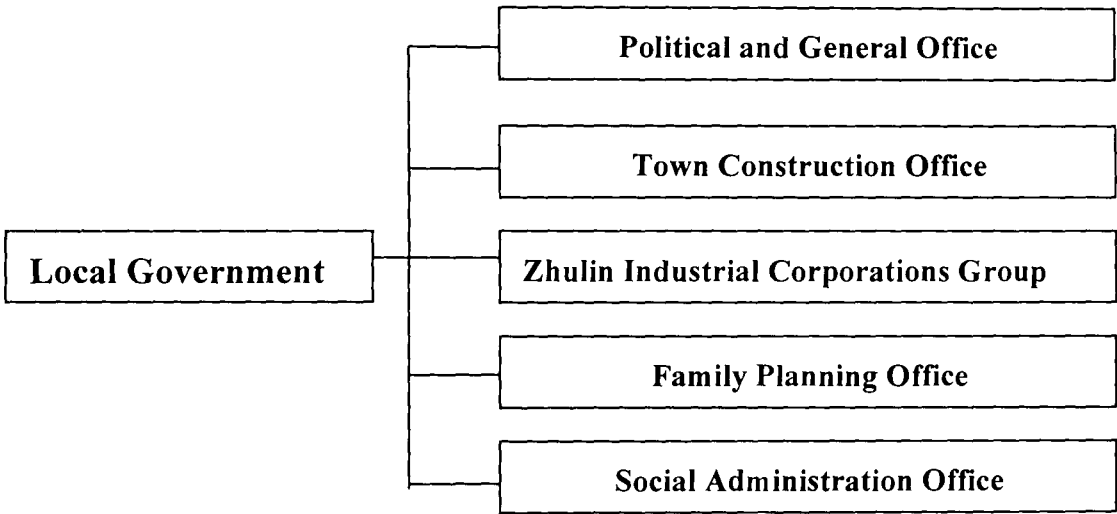 Political and General Office
Town Construction Office
Local Government
Zhulin Industrial Corporations Group
Family Planning Office
Social Administration Office